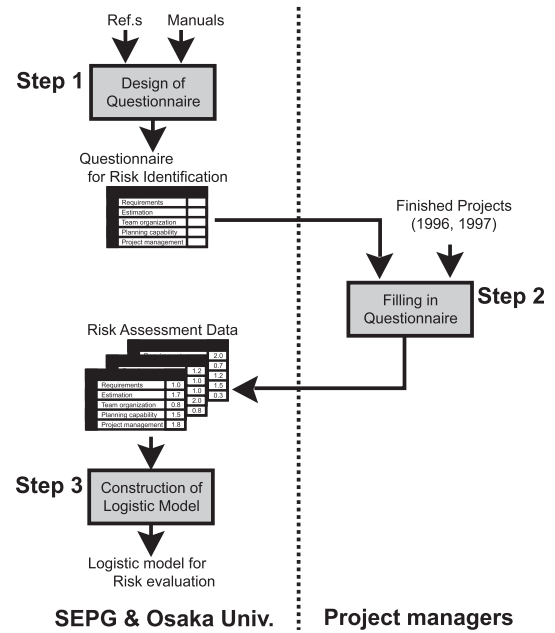 Ref.s Manuals
Step 1
Design of
Questionnaire
Questionnaire
for Risk Identification
Requirements
Estimation
Team organization
Planning capability
Project management
Finished Projects
(1996, 1997)
Filling in
Questionnaire
Step 2
Risk Assessment Data
2.0
0.7
1.2
1.5
0.3
1.2
1.0
1.0
2.0
0.8
Requirements 1.0
Estimation 1.7
Team organization 0.8
Planning capability 1.5
Project management 1.8
Step 3
Construction of
Logistic Model
Logistic model for
Risk evaluation
SEPG & Osaka Univ. Project managers